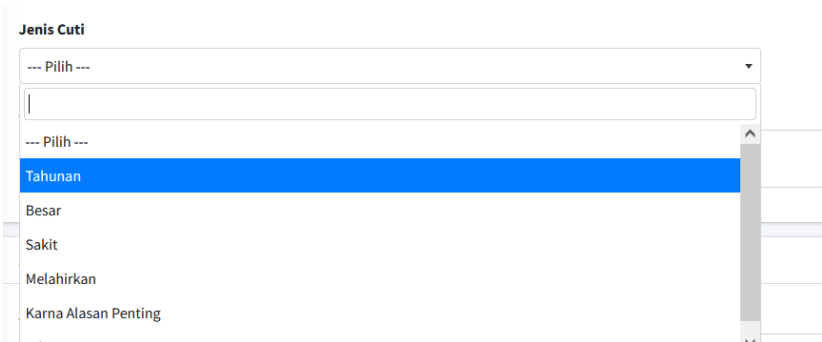 Jenis Cuti
--- Pilih ---
--- Pilih ---
Tahunan
Besar
Sakit
Melahirkan
Karna Alasan Penting